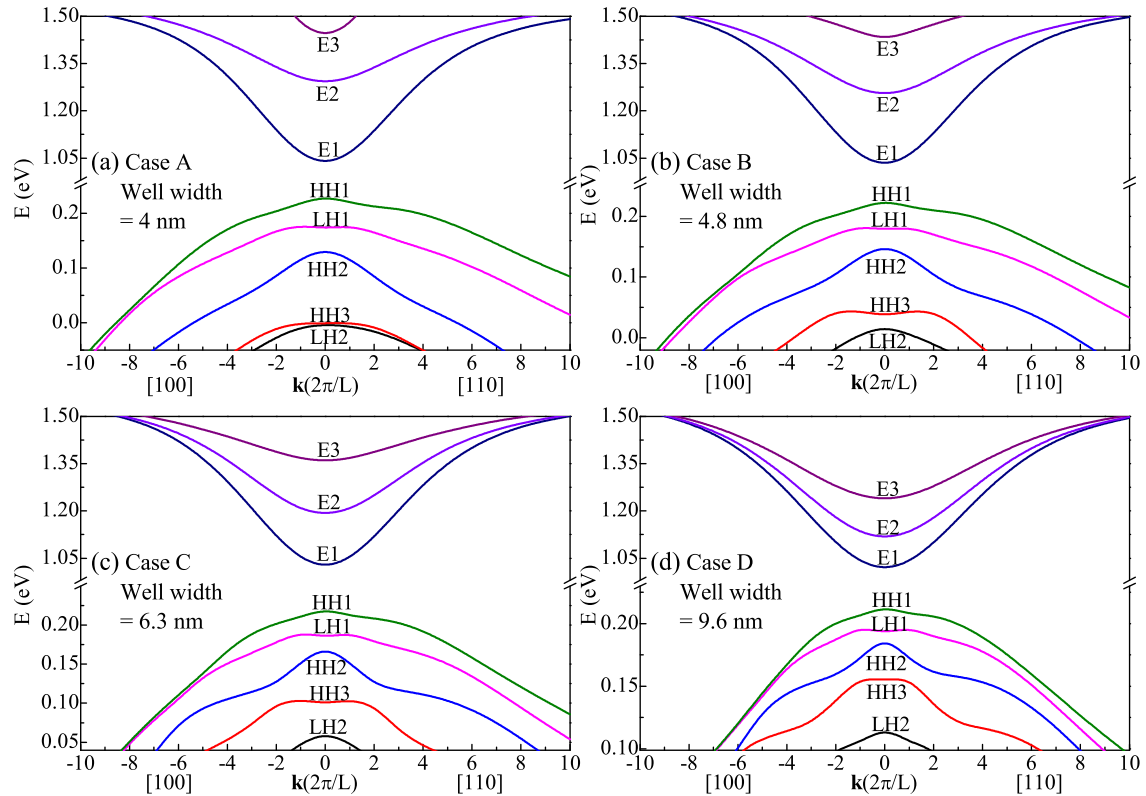 1.50
1.35
1.20
1.05
0.2
0.1
0.0
E (eV)
E3
E2
E1
(a) Case A
Well width
= 4 nm
HH1
LH1
HH2
HH3
LH2
-10 -8 -6 -4 -2 0 2 4 6 8 10
[100] k(2π/L) [110]
1.50
1.35
1.20
1.05
0.2
0.1
0.0
E (eV)
E3
E2
E1
(b) Case B
Well width
= 4.8 nm
HH1
LH1
HH2
HH3
LH2
-10 -8 -6 -4 -2 0 2 4 6 8 10
[100] k(2π/L) [110]
1.50
1.35
1.20
1.05
0.20
0.15
0.10
0.05
E (eV)
E3
E2
E1
(c) Case C
Well width
= 6.3 nm
HH1
LH1
HH2
HH3
LH2
-10 -8 -6 -4 -2 0 2 4 6 8 10
[100] k(2π/L) [110]
1.50
1.35
1.20
1.05
0.20
0.15
0.10
E (eV)
E3
E2
E1
(d) Case D
Well width
= 9.6 nm
HH1
LH1
HH2
HH3
LH2
-10 -8 -6 -4 -2 0 2 4 6 8 10
[100] k(2π/L) [110]